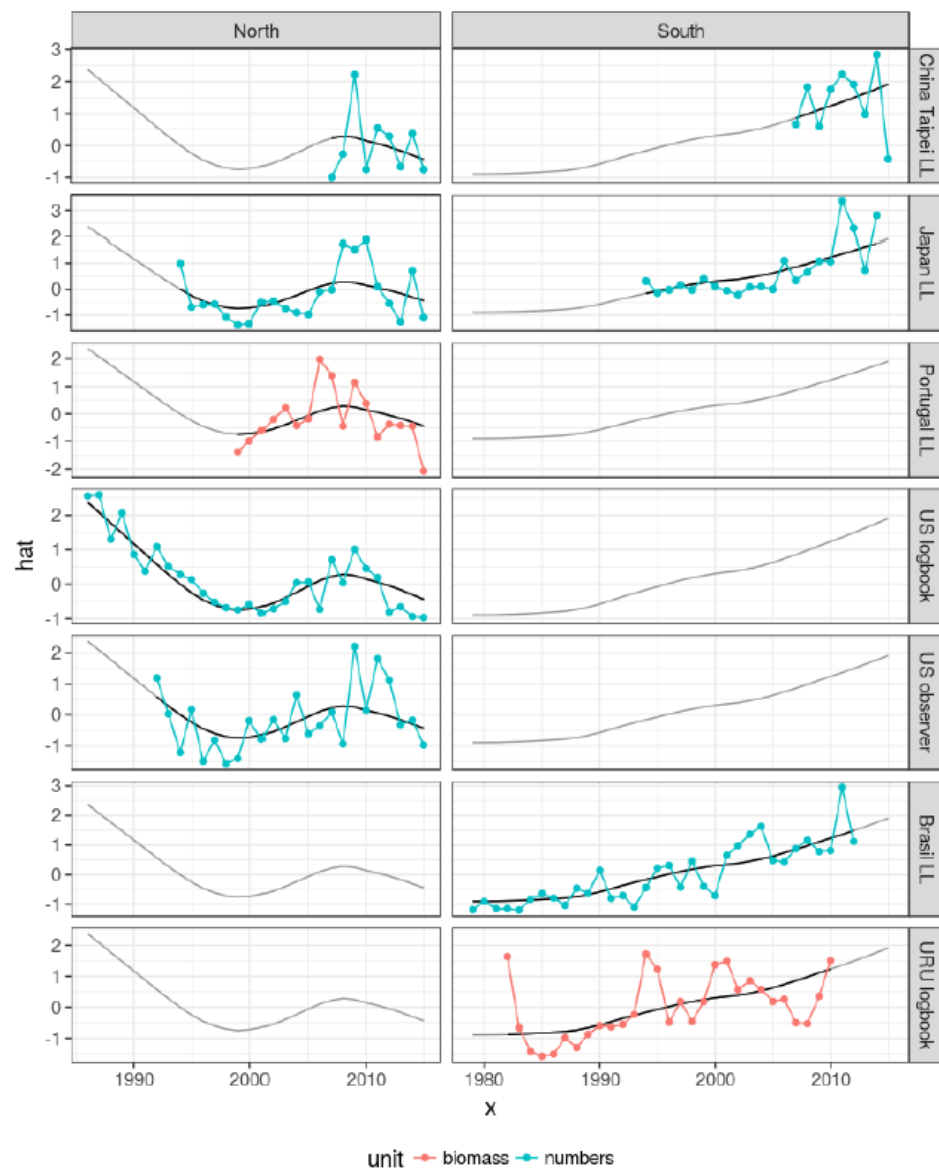 North South
3
2
1
0
-1
China Taipei LL
3
2
1
0
-1
Japan LL
2
1
0
-1
-2
Portugal LL
2
1
0
-1
US logbook
2
1
0
-1
US observer
3
2
1
0
-1
Brasil LL
2
1
0
-1
URU logbook
hat
1990 2000 2010 1980 1990 2000 2010
x
unit biomass numbers